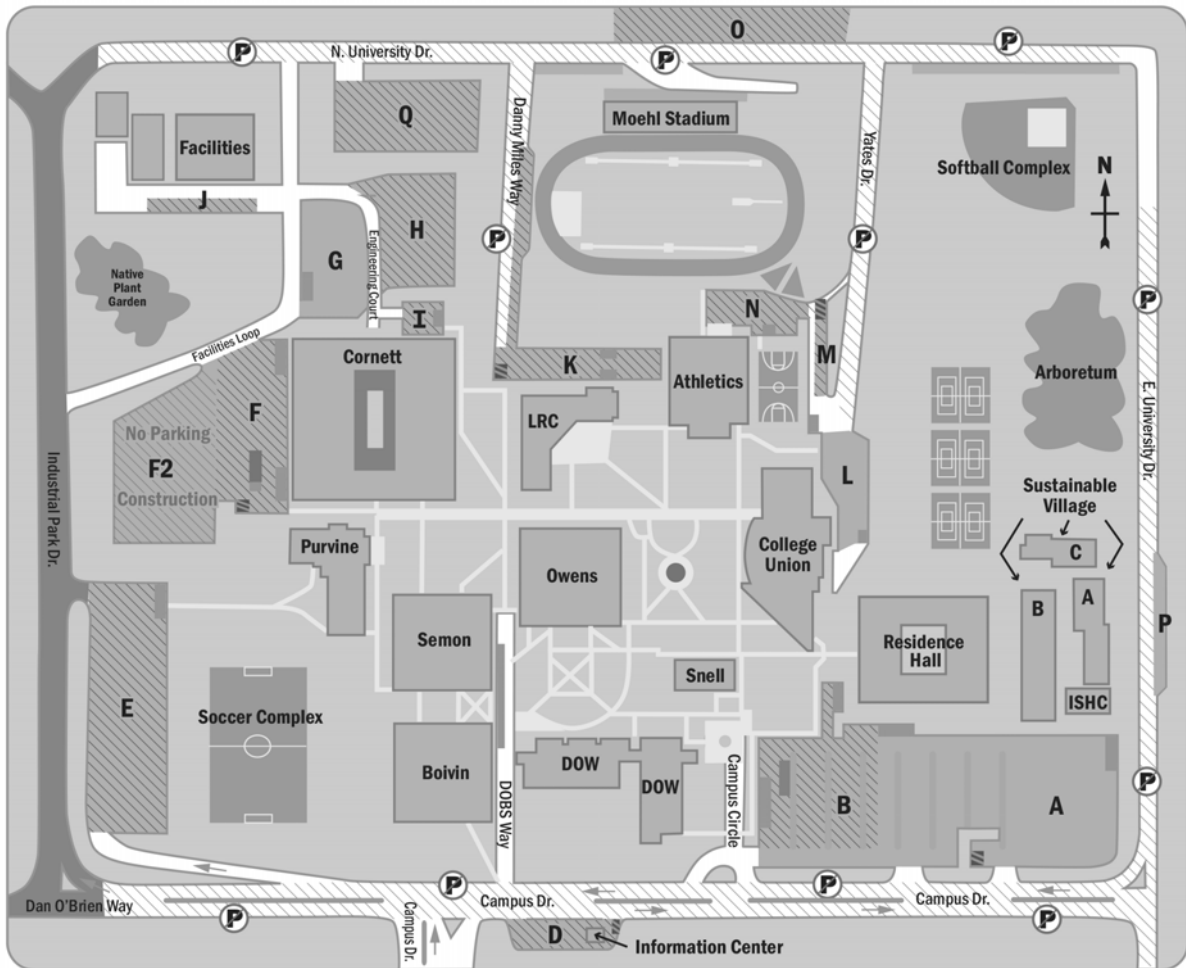 O
P
P
P
N. University Dr.
Q
Moehl Stadium
Danny Miles Way
Yates Dr.
Facilities
Softball Complex
N
J
H
P
P
G
Engineering Court
Native
Plant
Garden
P
I
N
Facilities Loop
Cornett
K
M
Athletics
Arboretum
E. University Dr.
F
LRC
No Parking
F2
Construction
Industrial Park Dr.
L
Sustainable
Village
C
Purvine
Owens
College
Union
B
A
P
Semon
Residence
Hall
Snell
ISHC
E
Soccer Complex
Boivin
DOW
DOW
DOBS Way
Campus Circle
B
A
P
P
P
Dan O'Brien Way
Campus Dr.
Campus Dr.
P
P
Campus Dr.
D
Information Center